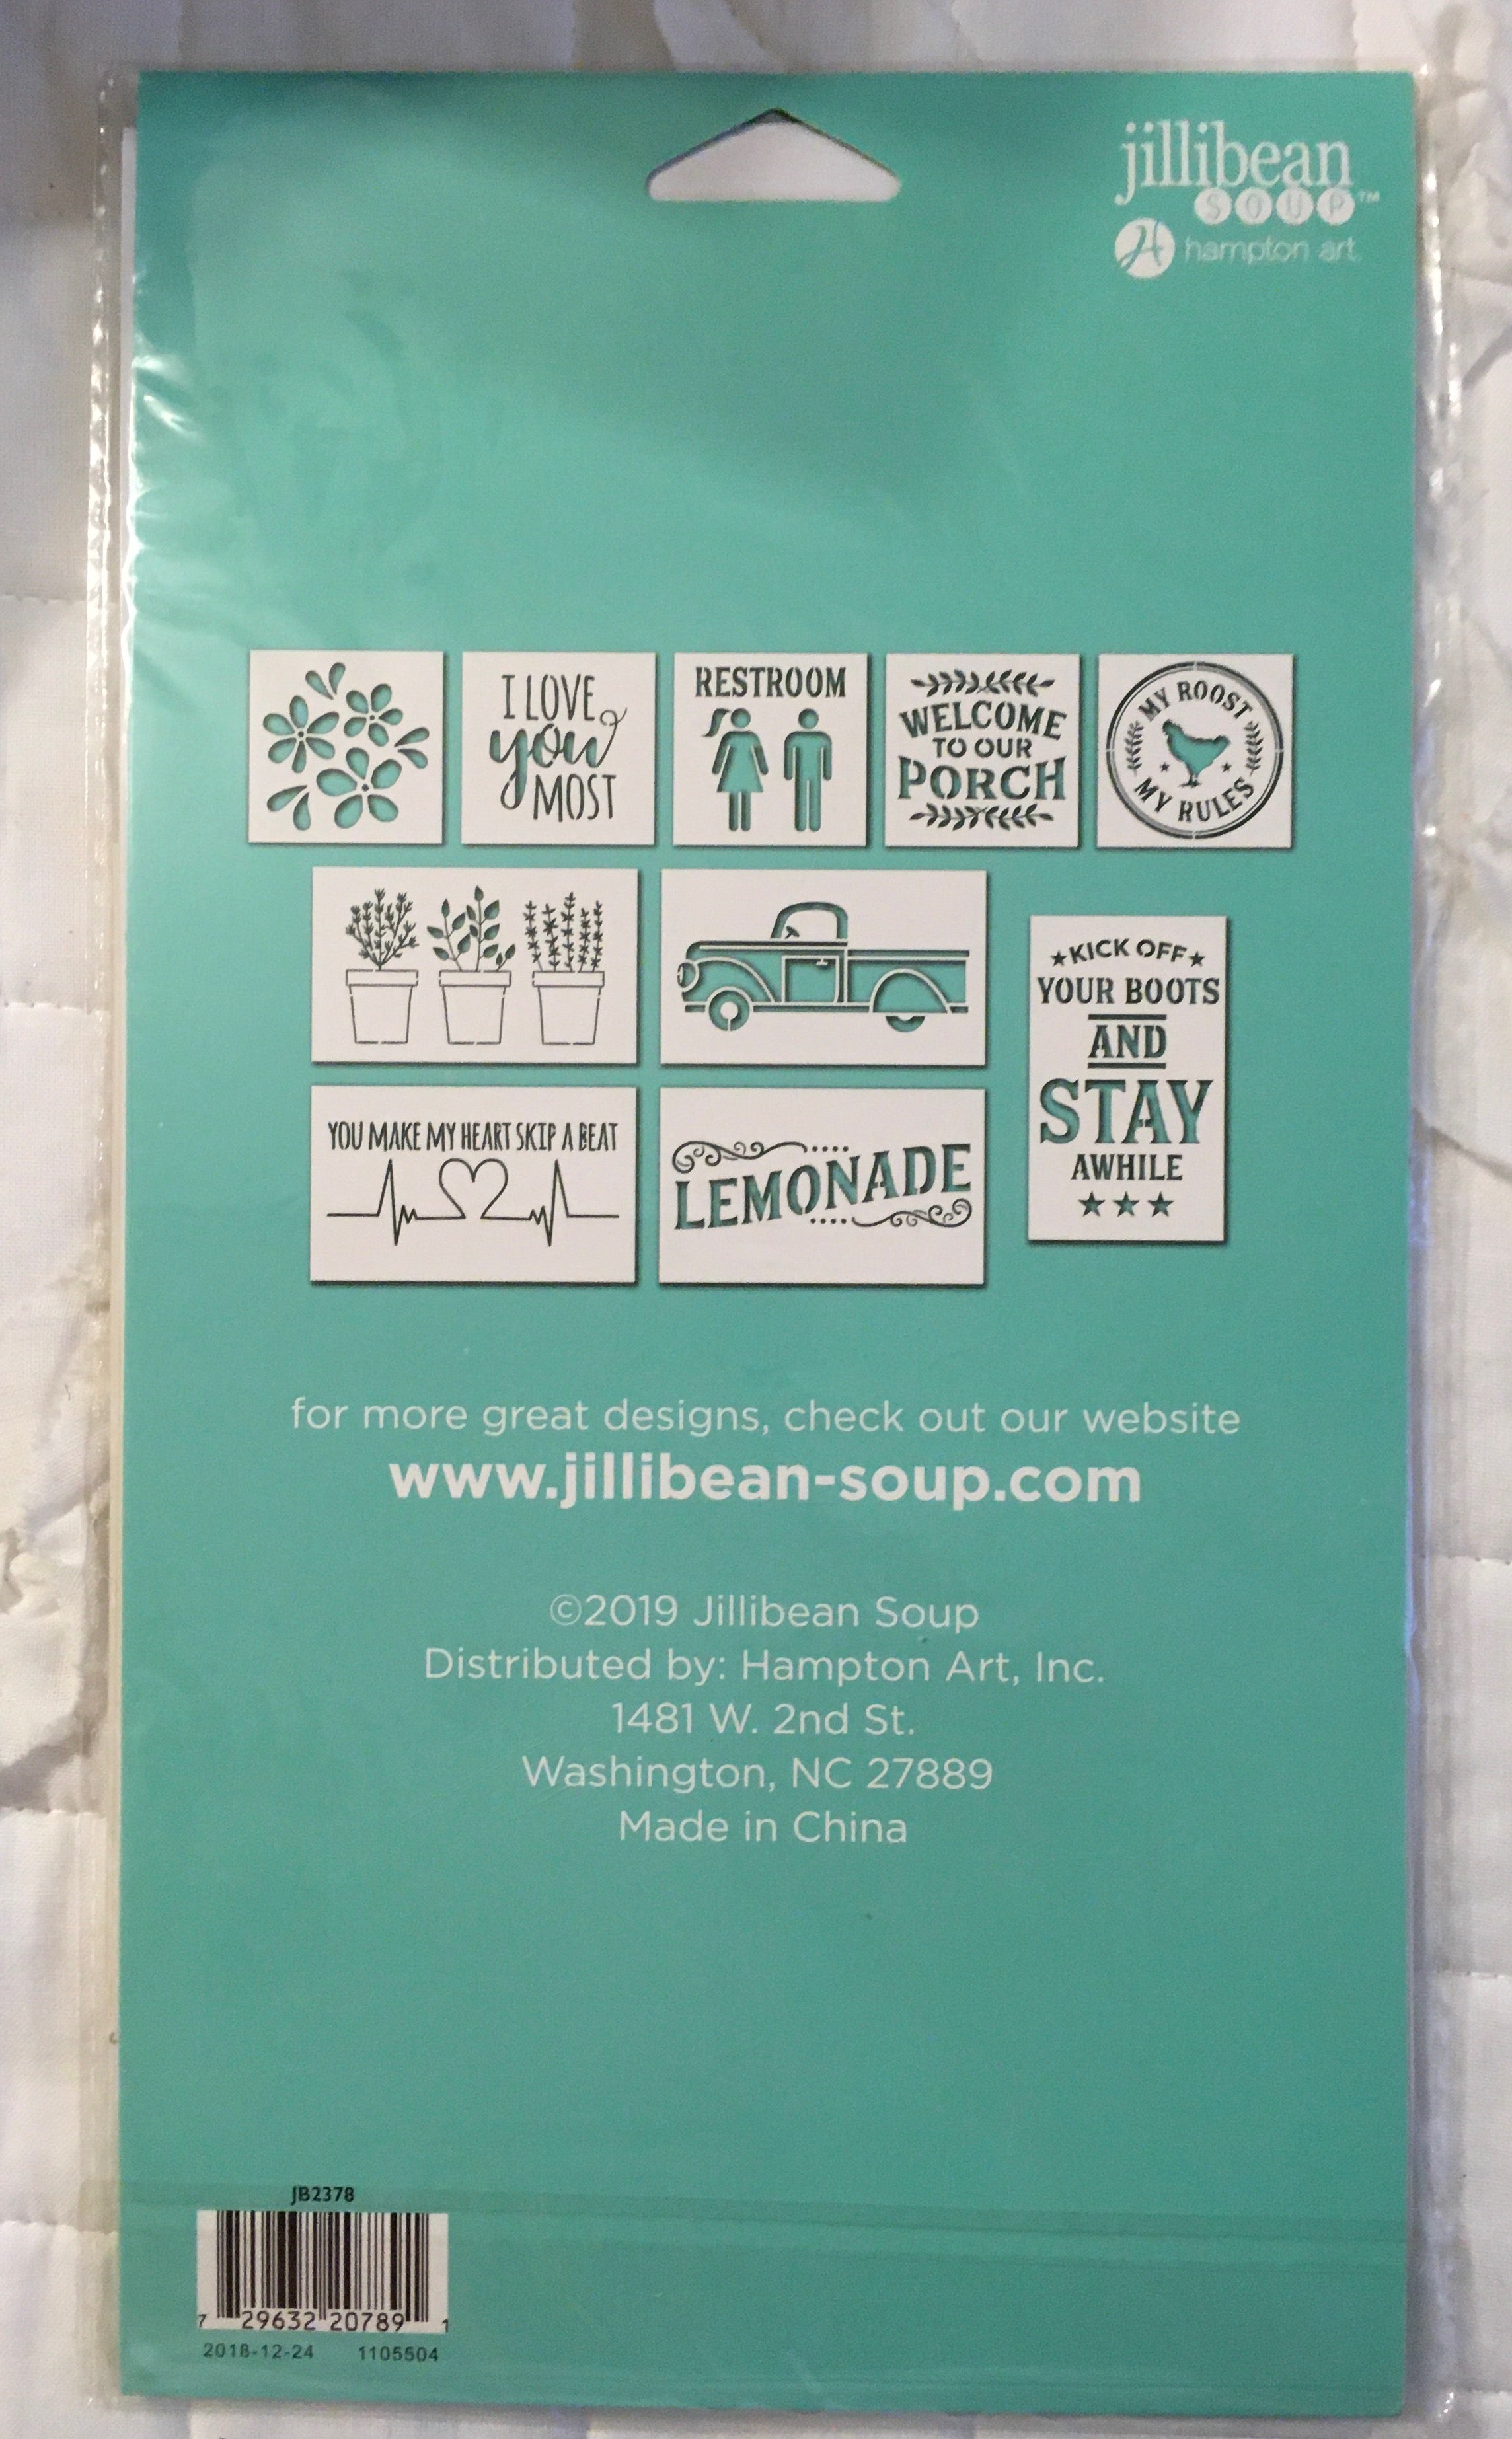 jillibean
SOUP™
H hampton art
I LOVE
you
MOST
RESTROOM
WELCOME
TO OUR
PORCH
MY ROOST
MY RULES
★KICK OFF★
YOUR BOOTS
AND
STAY
AWHILE
★★★
YOU MAKE MY HEART SKIP A BEAT
LEMONADE
for more great designs, check out our website
www.jillibean-soup.com
©2019 Jillibean Soup
Distributed by: Hampton Art, Inc.
1481 W. 2nd St.
Washington, NC 27889
Made in China
JB2378
7 29632 20789 1
2018-12-24 1105504